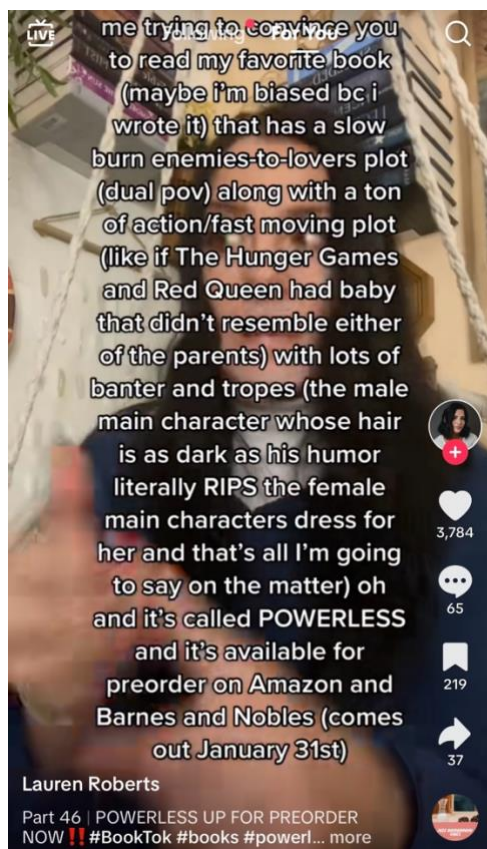 LIVE
Following For You
me trying to convince you
to read my favorite book
(maybe i'm biased bc i
wrote it) that has a slow
burn enemies-to-lovers plot
(dual pov) along with a ton
of action/fast moving plot
(like if The Hunger Games
and Red Queen had baby
that didn't resemble either
of the parents) with lots of
banter and tropes (the male
main character whose hair
is as dark as his humor
literally RIPS the female
main characters dress for
her and that's all I'm going
to say on the matter) oh
and it's called POWERLESS
and it's available for
preorder on Amazon and
Barnes and Nobles (comes
out January 31st)
3,784
65
219
37
Lauren Roberts
Part 46 | POWERLESS UP FOR PREORDER
NOW‼️#BookTok #books #powerl... more